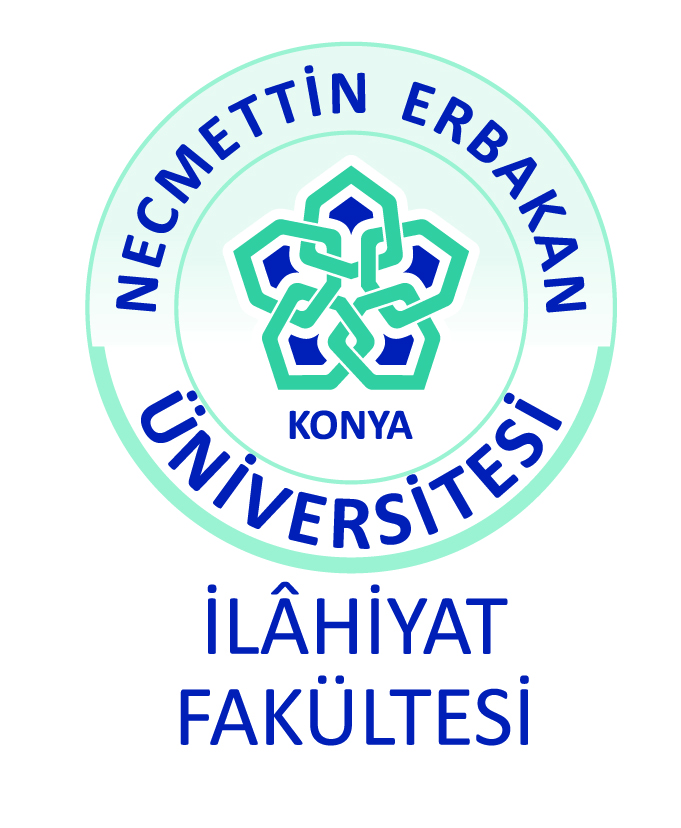 NECMETTİN ERBAKAN
ÜNİVERSİTESİ
KONYA
İLÂHİYAT
FAKÜLTESİ